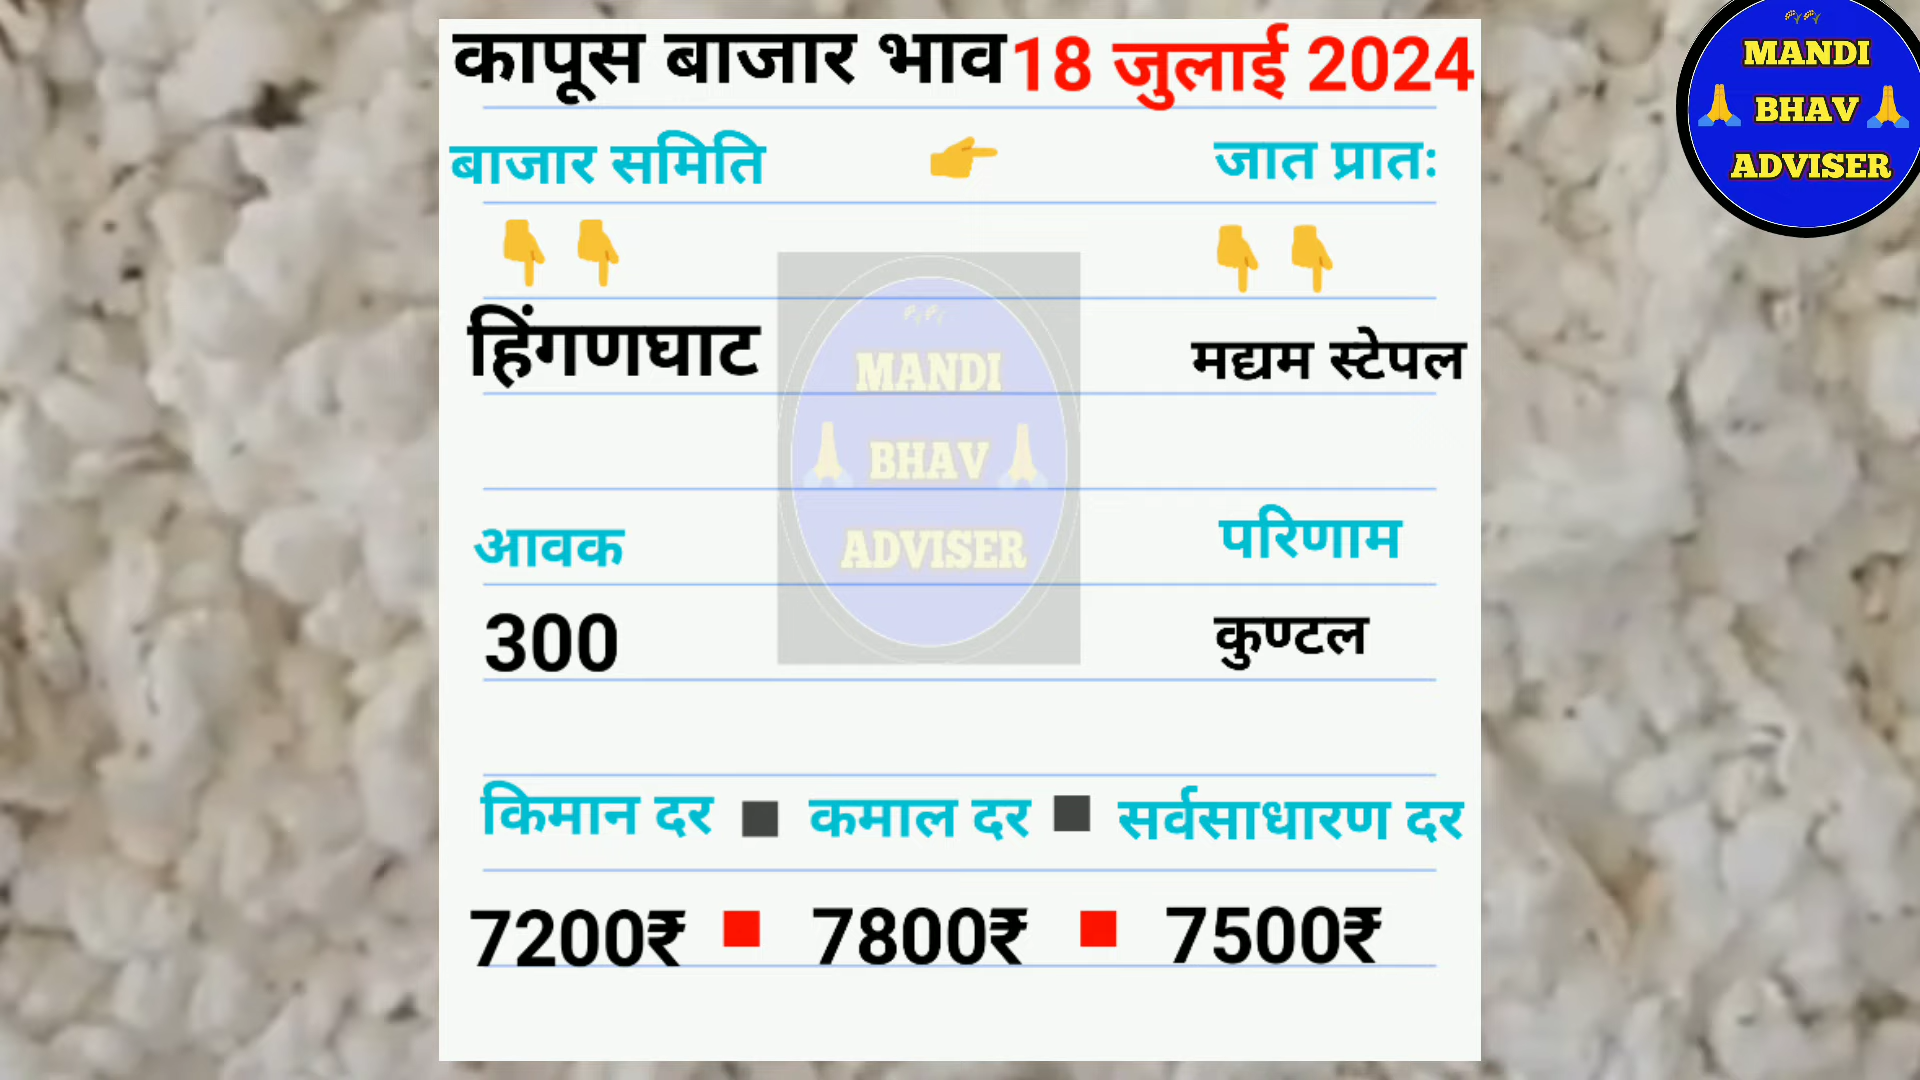 कापूस बाजार भाव 18 जुलाई 2024
बाजार समिति 👉 जात प्रातः
👇 👇 👇 👇
हिंगणघाट मद्यम स्टेपल
आवक परिणाम
300 कुण्टल
किमान दर ◼ कमाल दर ◼ सर्वसाधारण दर
7200₹ 🟥 7800₹ 🟥 7500₹
MANDI
BHAV
ADVISER
MANDI
BHAV
ADVISER